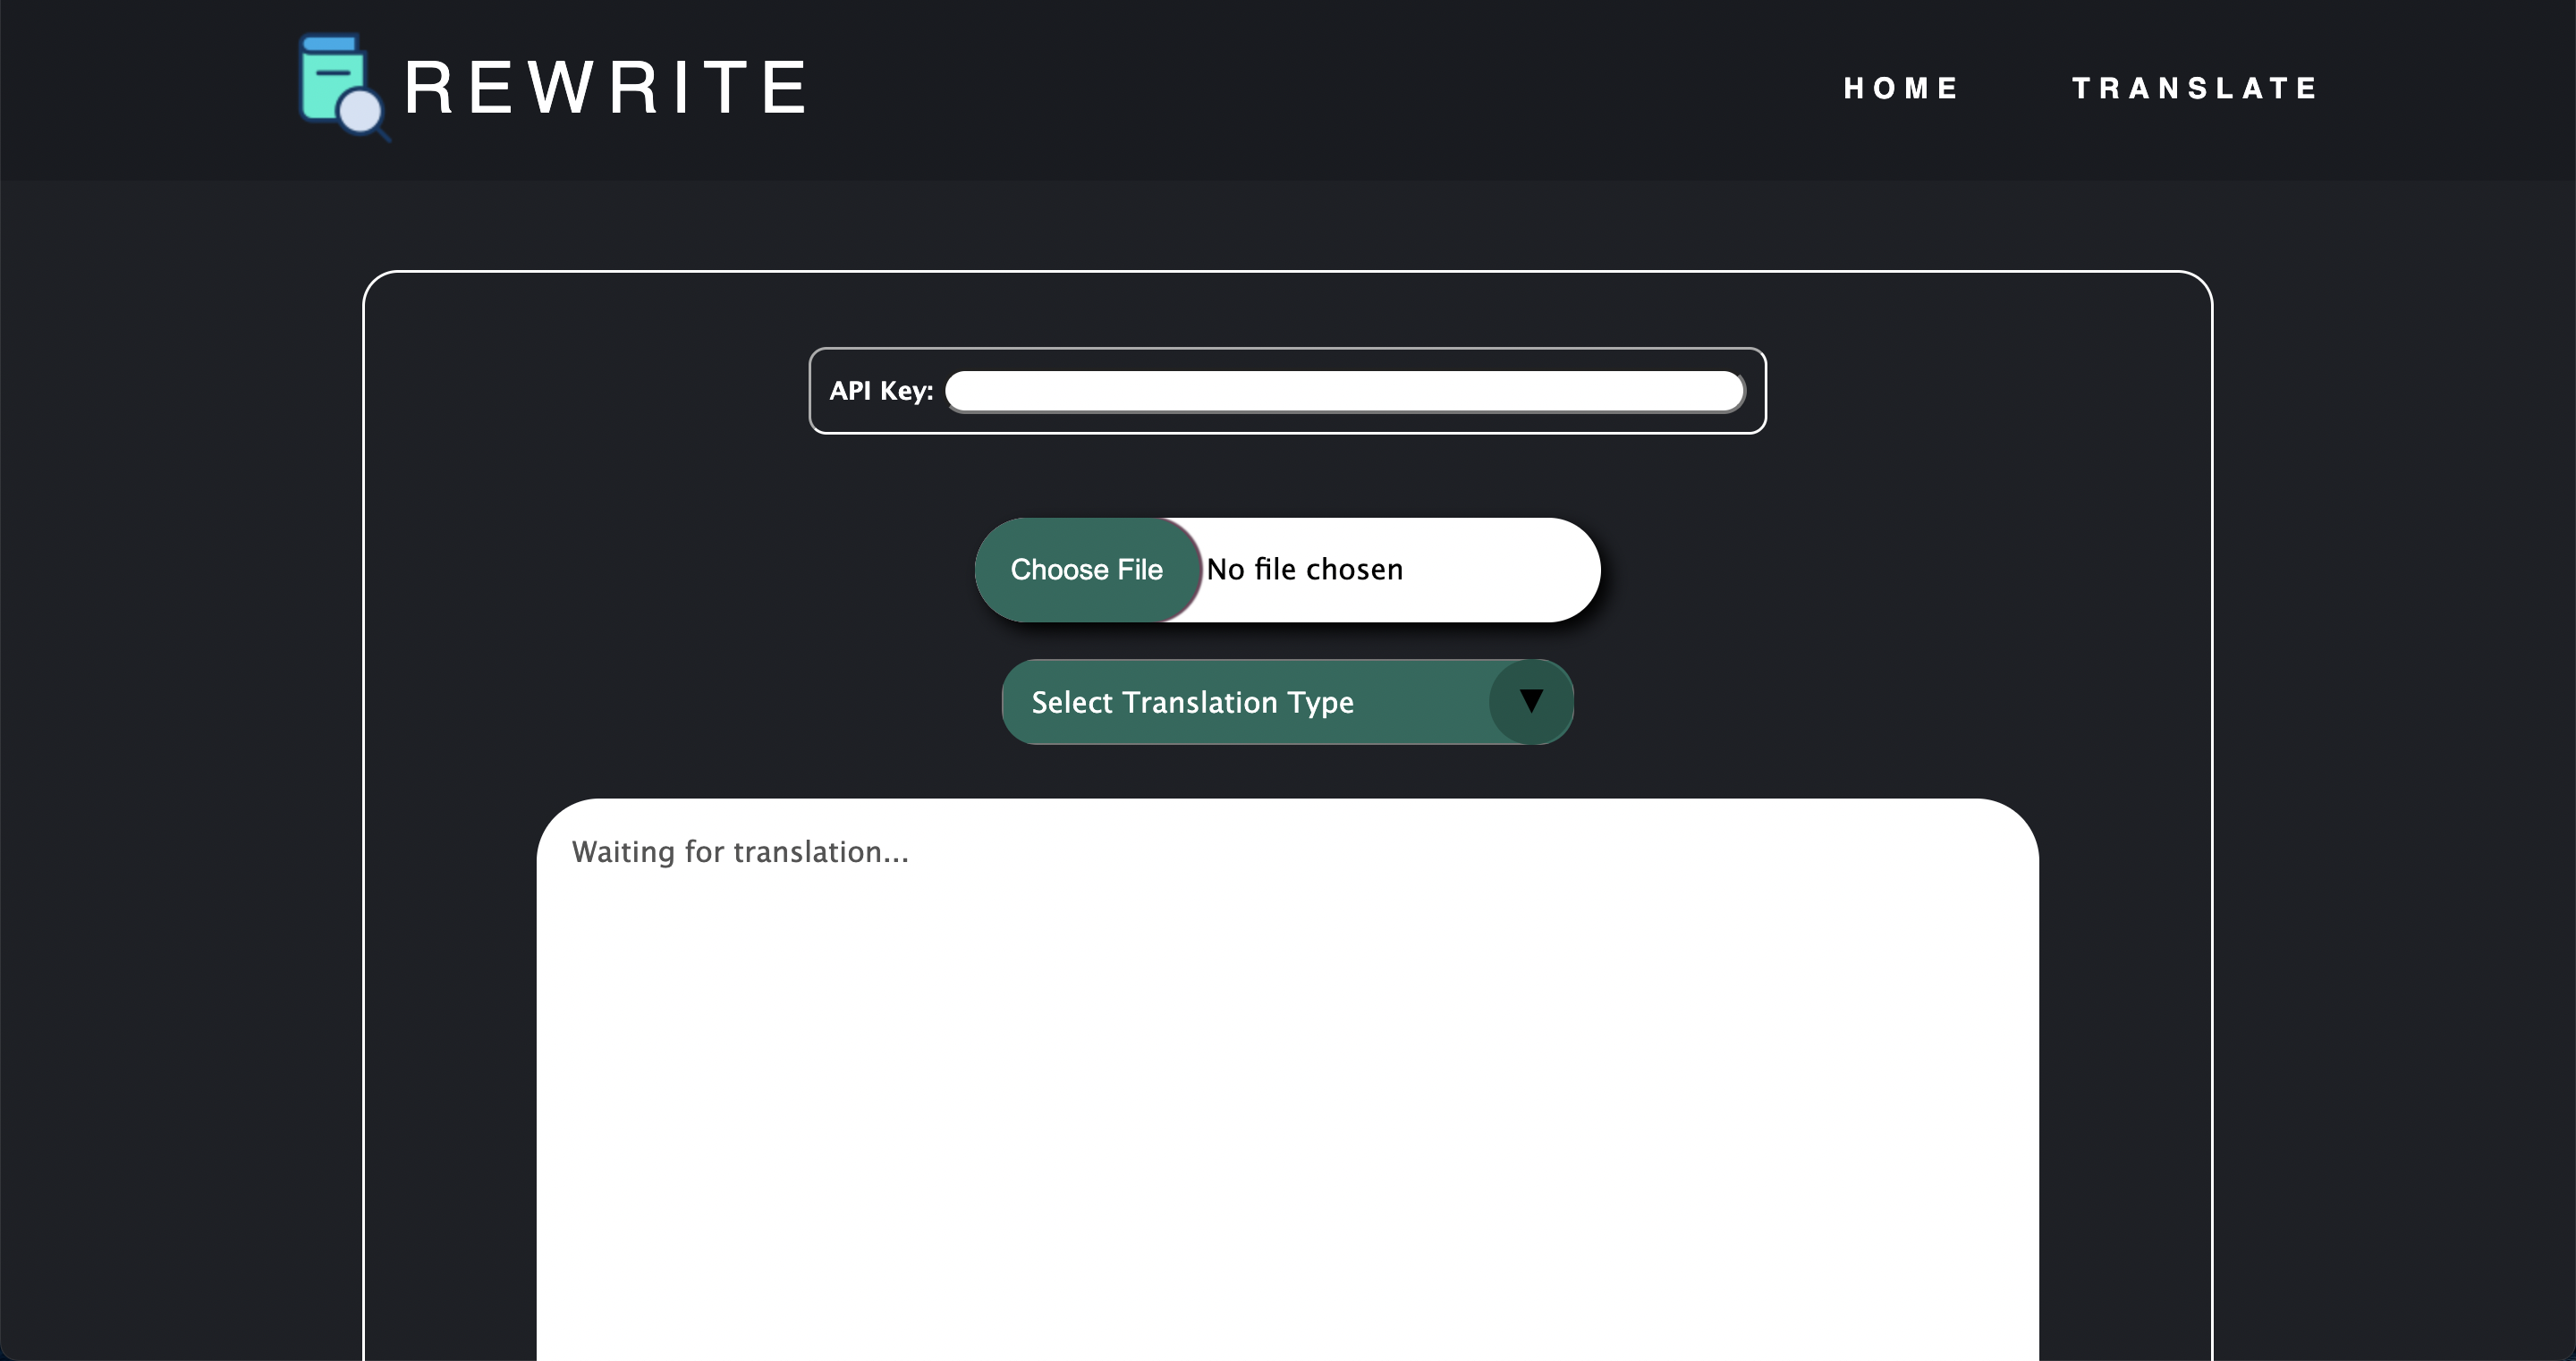 REWRITE
HOME TRANSLATE
API Key:
Choose File No file chosen
Select Translation Type
Waiting for translation...